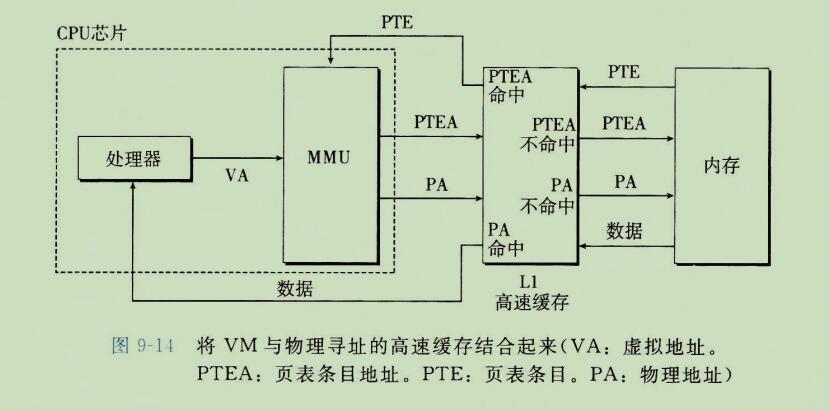 PTE
CPU芯片
PTEA
命中
PTE
处理器
VA
MMU
PTEA
PTEA
不命中
PTEA
内存
PA
PA
不命中
PA
PA
命中
数据
数据
L1
高速缓存
图 9-14 将 VM 与物理寻址的高速缓存结合起来(VA：虚拟地址。
PTEA：页表条目地址。PTE：页表条目。PA：物理地址)